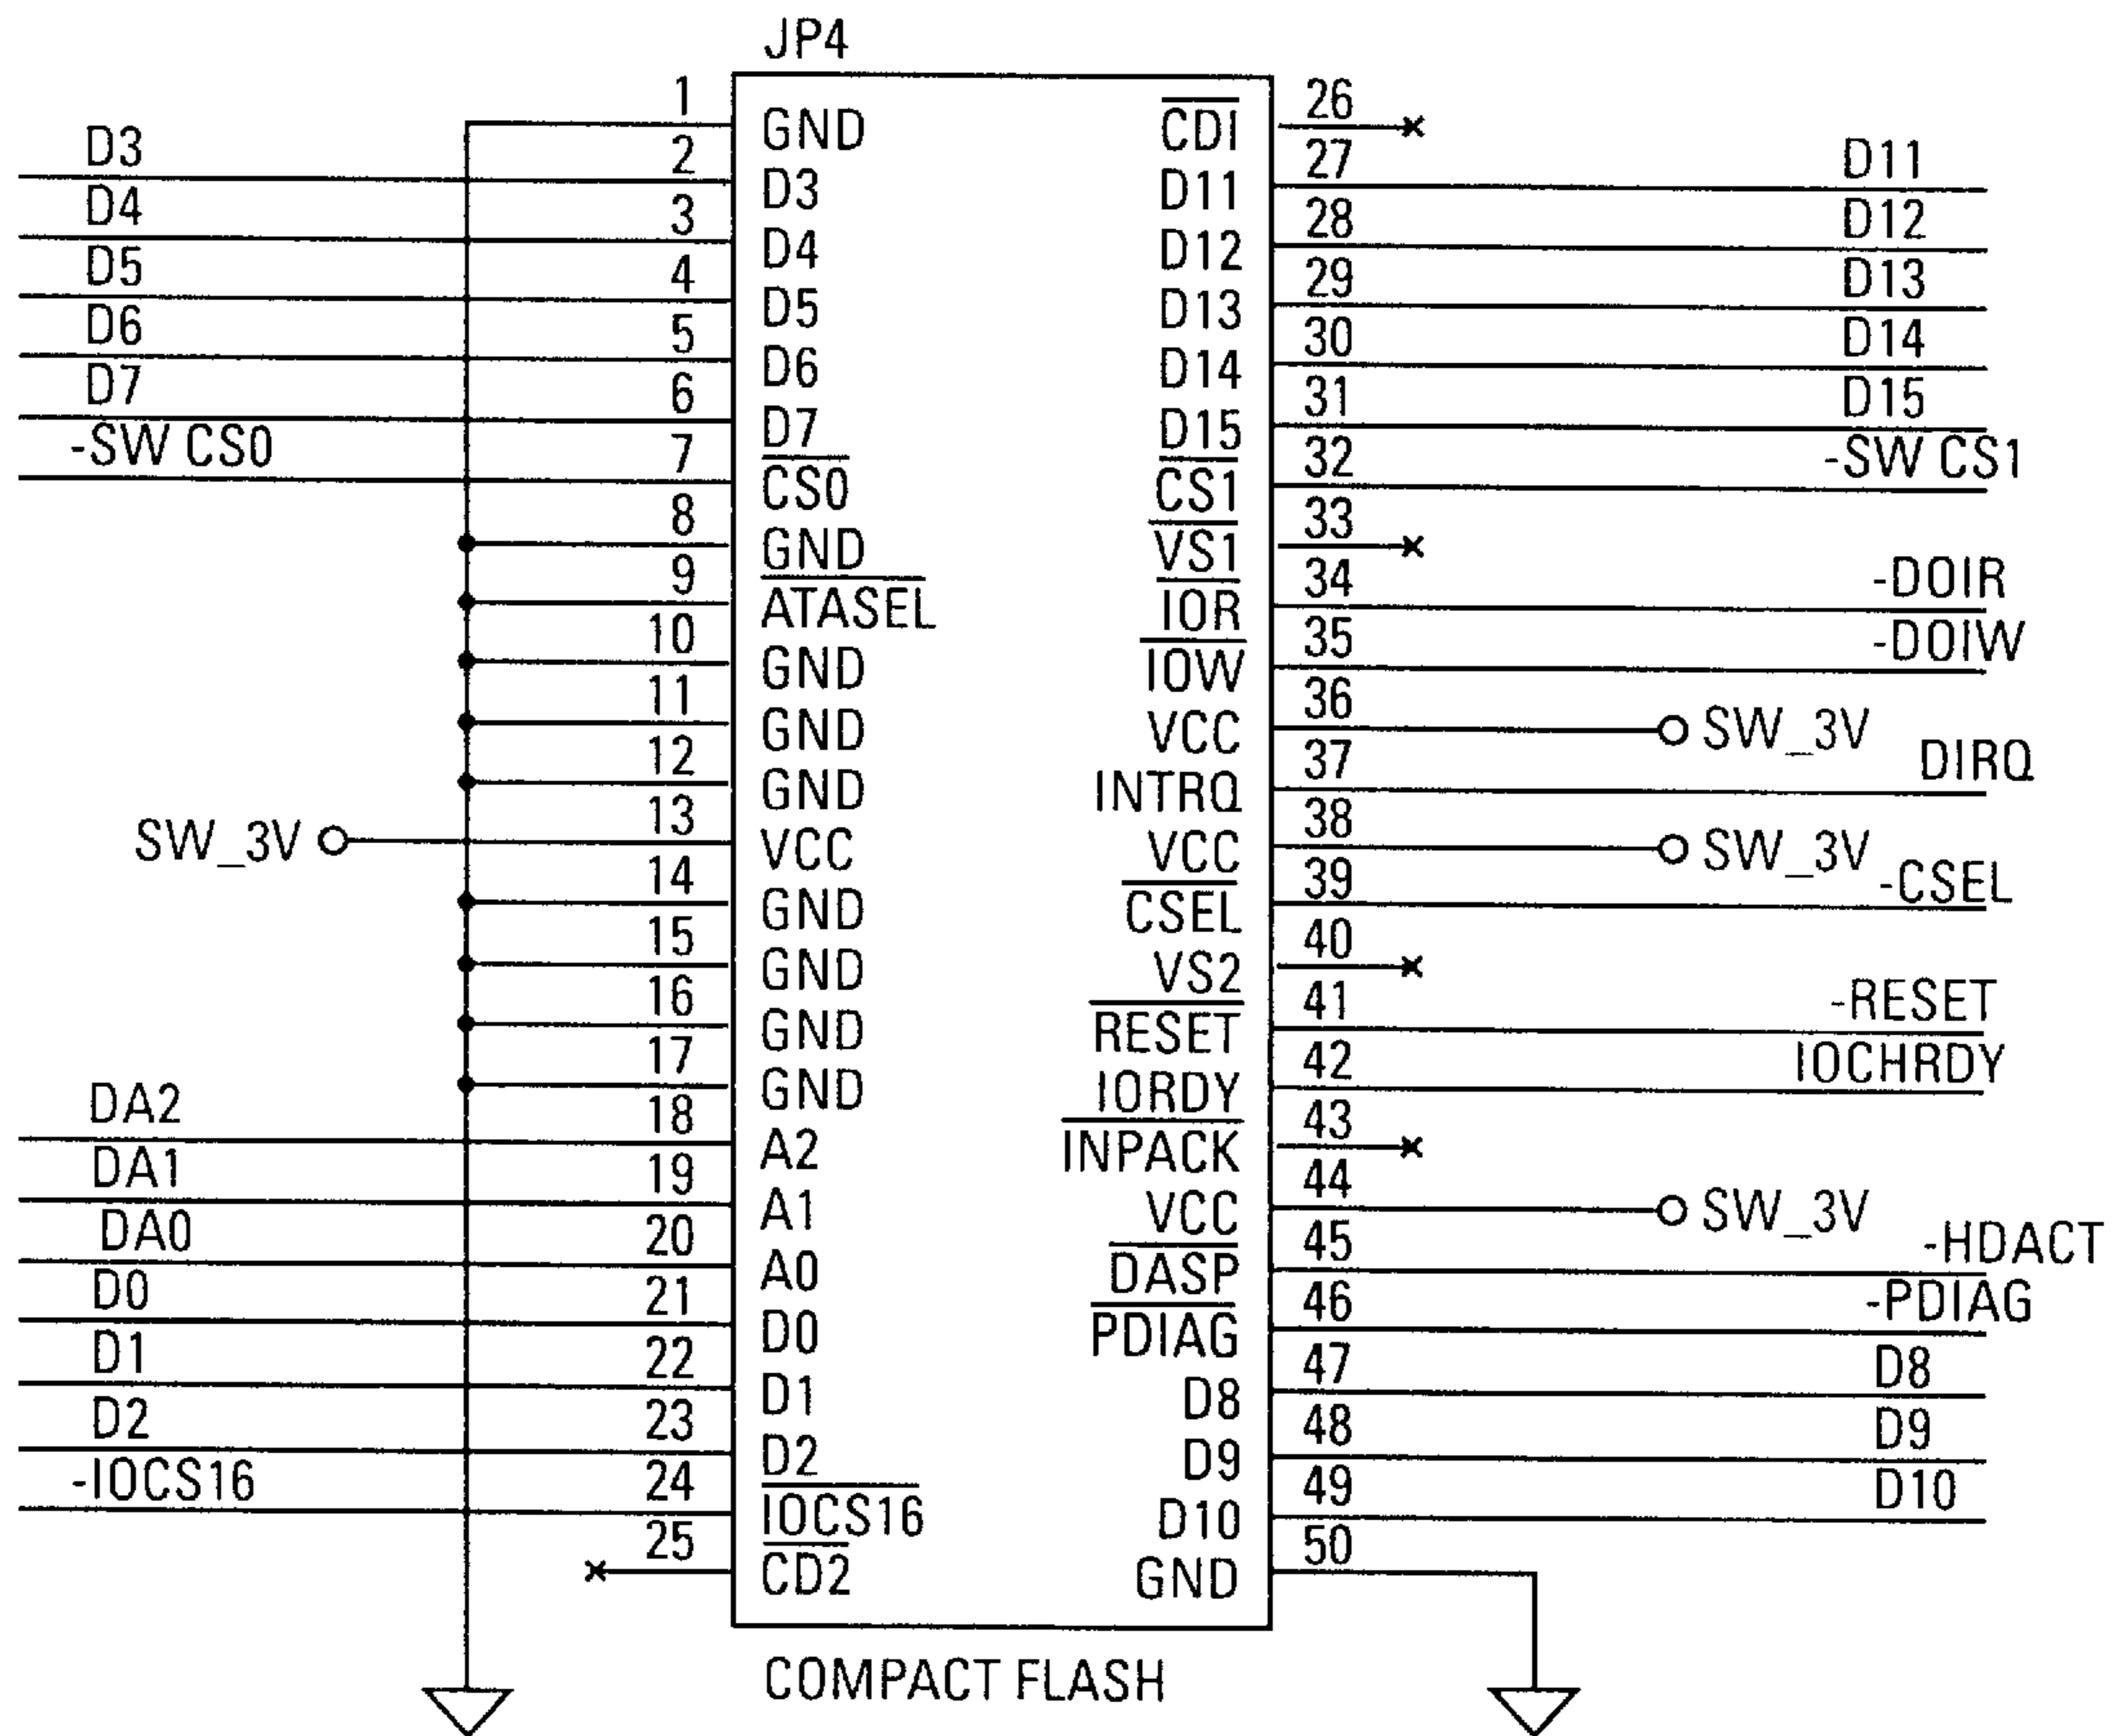 JP4
1 GND CDI 26
D3 2 D3 D11 27 D11
D4 3 D4 D12 28 D12
D5 4 D5 D13 29 D13
D6 5 D6 D14 30 D14
D7 6 D7 D15 31 D15
-SW CS0 7 CS0 CS1 32 -SW CS1
8 GND VS1 33
9 ATASEL IOR 34 -DOIR
10 GND IOW 35 -DOIW
11 GND VCC 36 SW_3V
12 GND INTRQ 37 DIRQ
SW_3V 13 VCC VCC 38 SW_3V
14 GND CSEL 39 -CSEL
15 GND VS2 40
16 GND RESET 41 -RESET
17 GND IORDY 42 IOCHRDY
DA2 18 A2 INPACK 43
DA1 19 A1 VCC 44 SW_3V
DA0 20 A0 DASP 45 -HDACT
D0 21 D0 PDIAG 46 -PDIAG
D1 22 D1 D8 47 D8
D2 23 D2 D9 48 D9
-IOCS16 24 IOCS16 D10 49 D10
25 CD2 GND 50
COMPACT FLASH